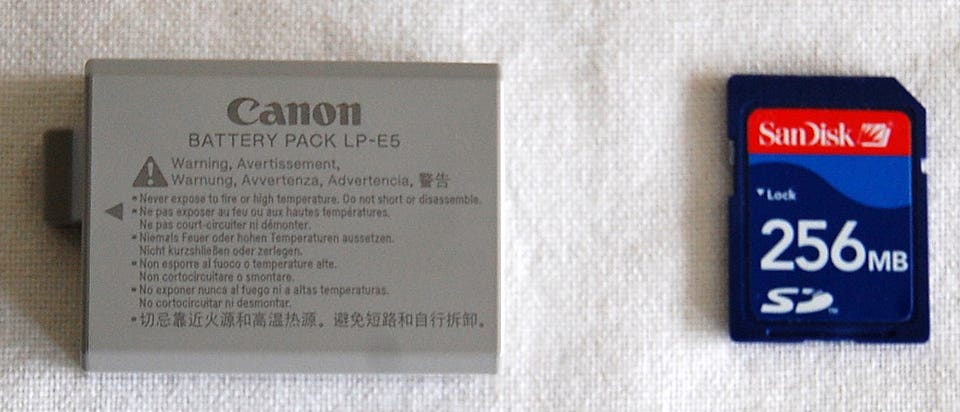 Canon
BATTERY PACK LP-E5
Warning, Avertissement,
Warnung, Avvertenza, Advertencia, 警告
• Never expose to fire or high temperature. Do not short or disassemble.
• Ne pas exposer au feu ou aux hautes températures.
Ne pas court-circuiter ni démonter.
• Niemals Feuer oder hohen Temperaturen aussetzen.
Nicht kurzshließen oder zerlegen.
• Non esporre al fuoco o temperature alte.
Non cortocircuitare o smontare.
• No exponer nunca al fuego ni a altas temperaturas.
No cortocircuitar ni desmontar.
• 切忌靠近火源和高温热源。避免短路和自行拆卸。
SanDisk
Lock
256MB
SD
TM